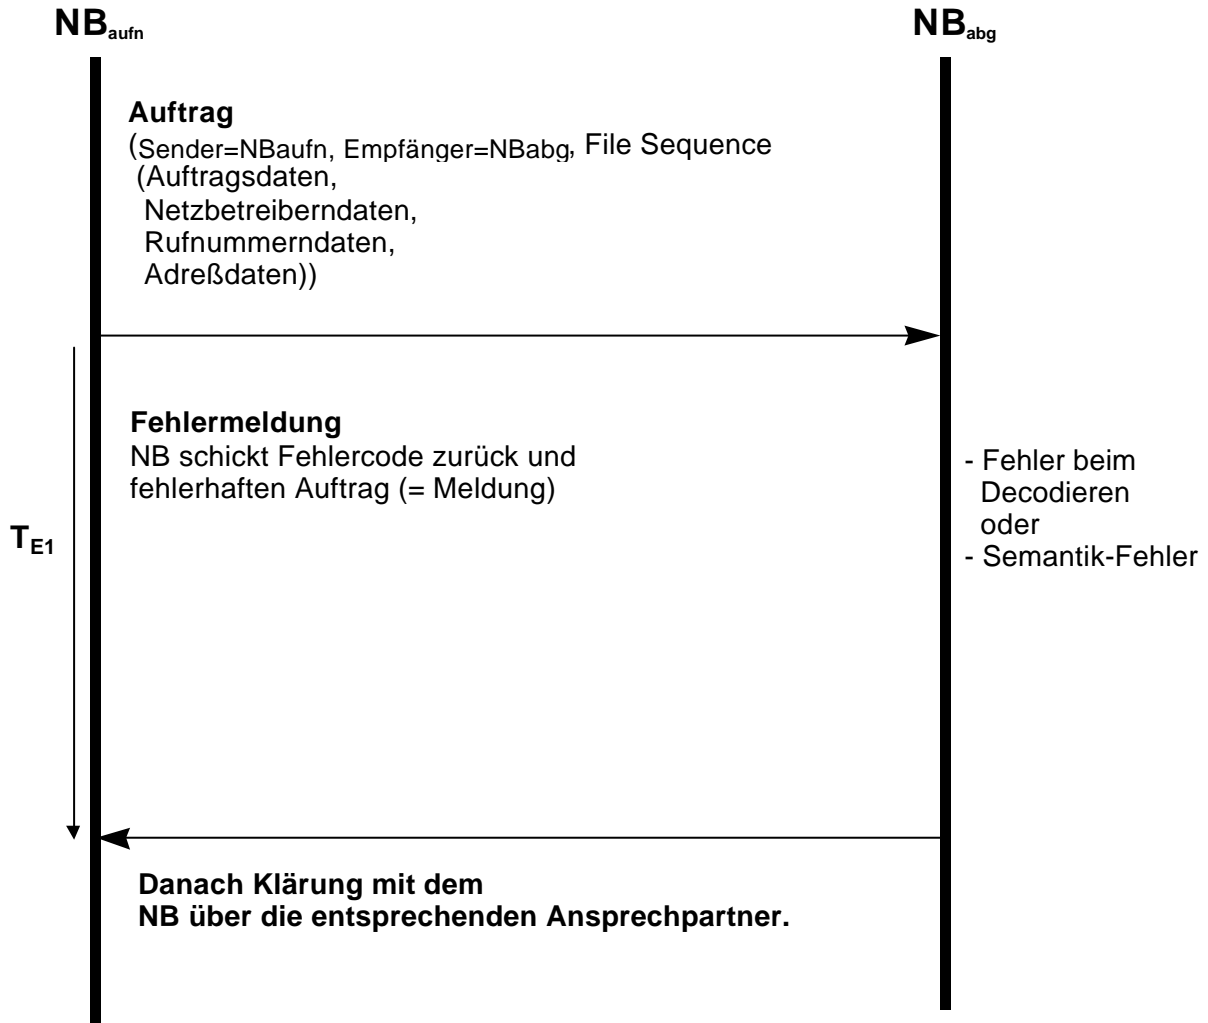 NBaufn
NBabg
Auftrag
(Sender=NBaufn, Empfänger=NBabg, File Sequence
(Auftragsdaten,
Netzbetreiberndaten,
Rufnummerndaten,
Adreßdaten))
Fehlermeldung
NB schickt Fehlercode zurück und
fehlerhaften Auftrag (= Meldung)
- Fehler beim
Decodieren
oder
- Semantik-Fehler
TE1
Danach Klärung mit dem
NB über die entsprechenden Ansprechpartner.